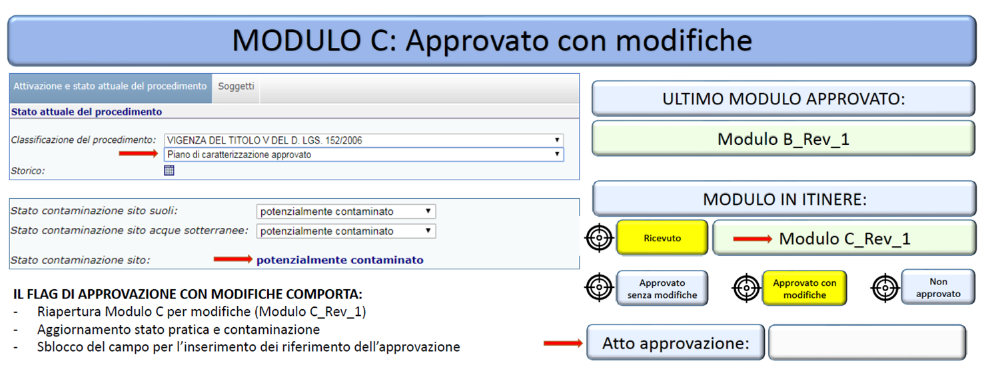 MODULO C: Approvato con modifiche
Attivazione e stato attuale del procedimento
Soggetti
Stato attuale del procedimento
Classificazione del procedimento: VIGENZA DEL TITOLO V DEL D. LGS. 152/2006
Piano di caratterizzazione approvato
Storico:
Stato contaminazione sito suoli: potenzialmente contaminato
Stato contaminazione sito acque sotterranee: potenzialmente contaminato
Stato contaminazione sito: potenzialmente contaminato
IL FLAG DI APPROVAZIONE CON MODIFICHE COMPORTA:
- Riapertura Modulo C per modifiche (Modulo C_Rev_1)
- Aggiornamento stato pratica e contaminazione
- Sblocco del campo per l’inserimento dei riferimento dell’approvazione
ULTIMO MODULO APPROVATO:
Modulo B_Rev_1
MODULO IN ITINERE:
Ricevuto
Modulo C_Rev_1
Approvato
senza modifiche
Approvato con
modifiche
Non
approvato
Atto approvazione: